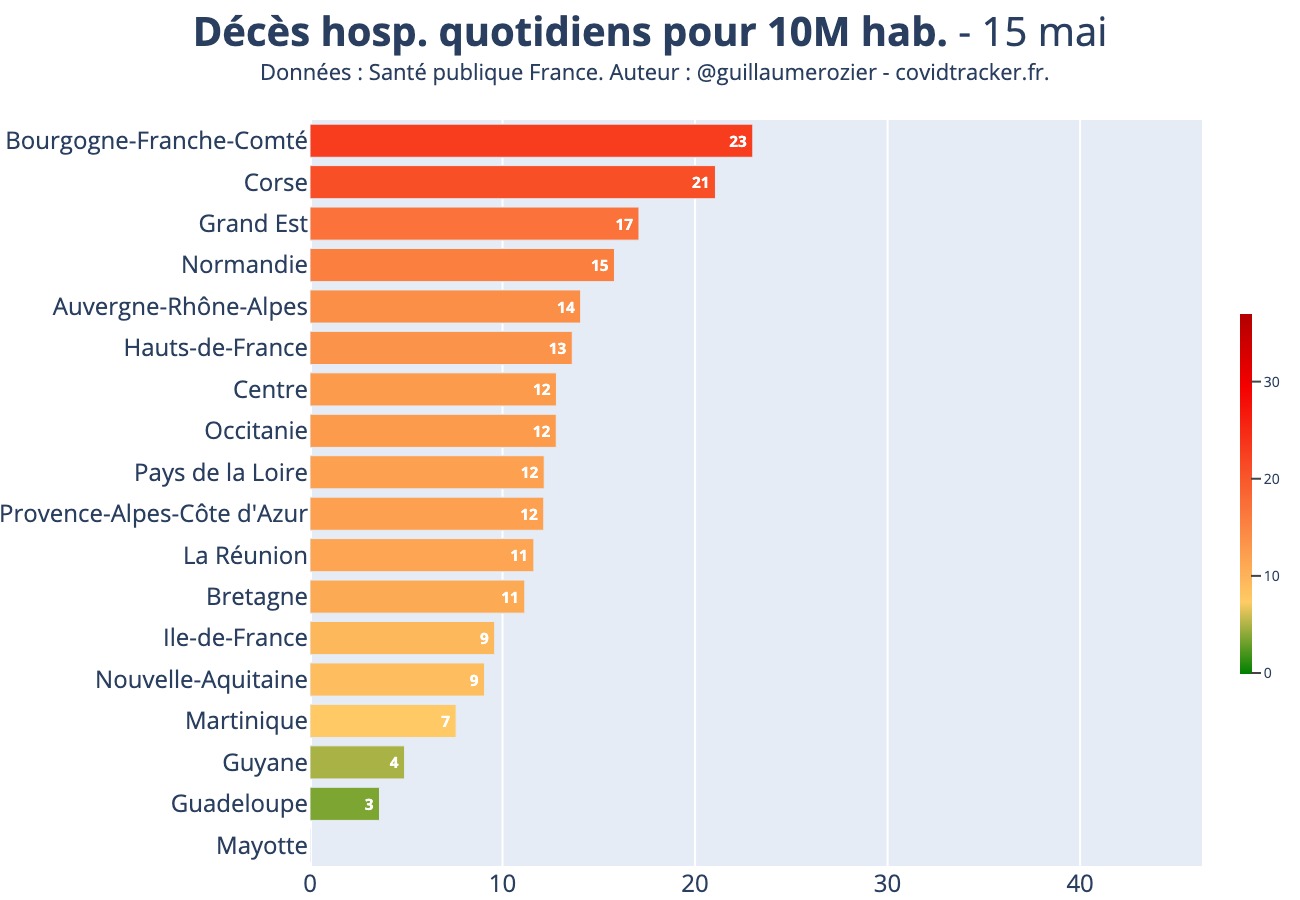 Décès hosp. quotidiens pour 10M hab. - 15 mai
Données : Santé publique France. Auteur : @guillaumerozier - covidtracker.fr.
Bourgogne-Franche-Comté 23
Corse 21
Grand Est 17
Normandie 15
Auvergne-Rhône-Alpes 14
Hauts-de-France 13
Centre 12
Occitanie 12
Pays de la Loire 12
Provence-Alpes-Côte d'Azur 12
La Réunion 11
Bretagne 11
Ile-de-France 9
Nouvelle-Aquitaine 9
Martinique 7
Guyane 4
Guadeloupe 3
Mayotte
0 10 20 30 40
30
20
10
0